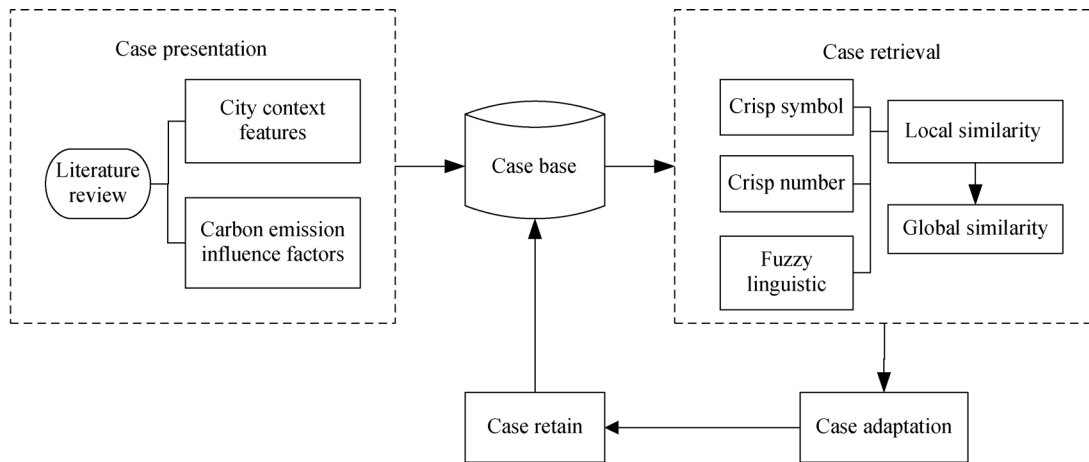 Case presentation
City context
features
Literature
review
Carbon emission
influence factors
Case base
Case retrieval
Crisp symbol
Crisp number
Fuzzy
linguistic
Local similarity
Global similarity
Case retain
Case adaptation